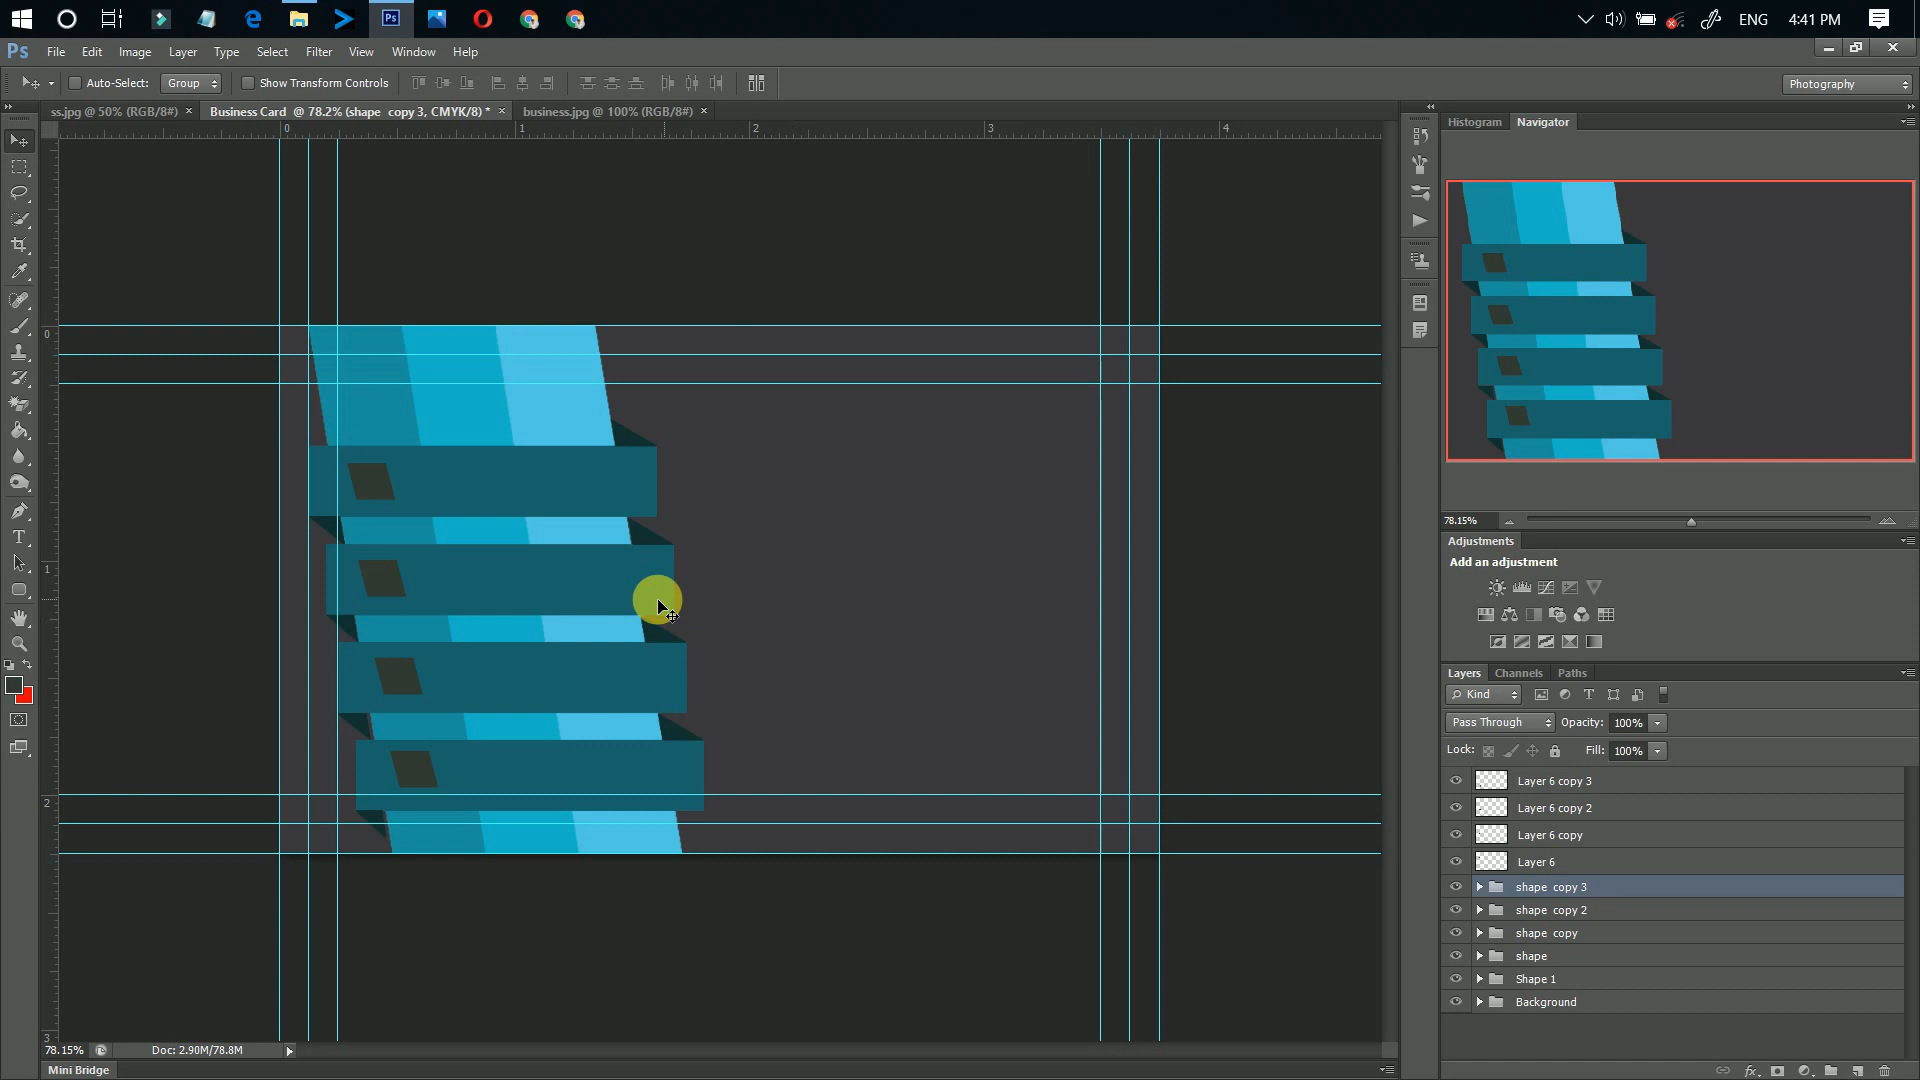 ENG 4:41 PM
Ps File Edit Image Layer Type Select Filter View Window Help
Auto-Select: Group Show Transform Controls Photography
ss.jpg @ 50% (RGB/8#) × Business Card @ 78.2% (shape copy 3, CMYK/8) * × business.jpg @ 100% (RGB/8#) ×
Histogram Navigator
0 1 2 3 4
0
1
2
3
78.15%
Adjustments
Add an adjustment
Layers Channels Paths
Kind
Pass Through Opacity: 100%
Lock: Fill: 100%
Layer 6 copy 3
Layer 6 copy 2
Layer 6 copy
Layer 6
shape copy 3
shape copy 2
shape copy
shape
Shape 1
Background
78.15% Doc: 2.90M/78.8M
Mini Bridge